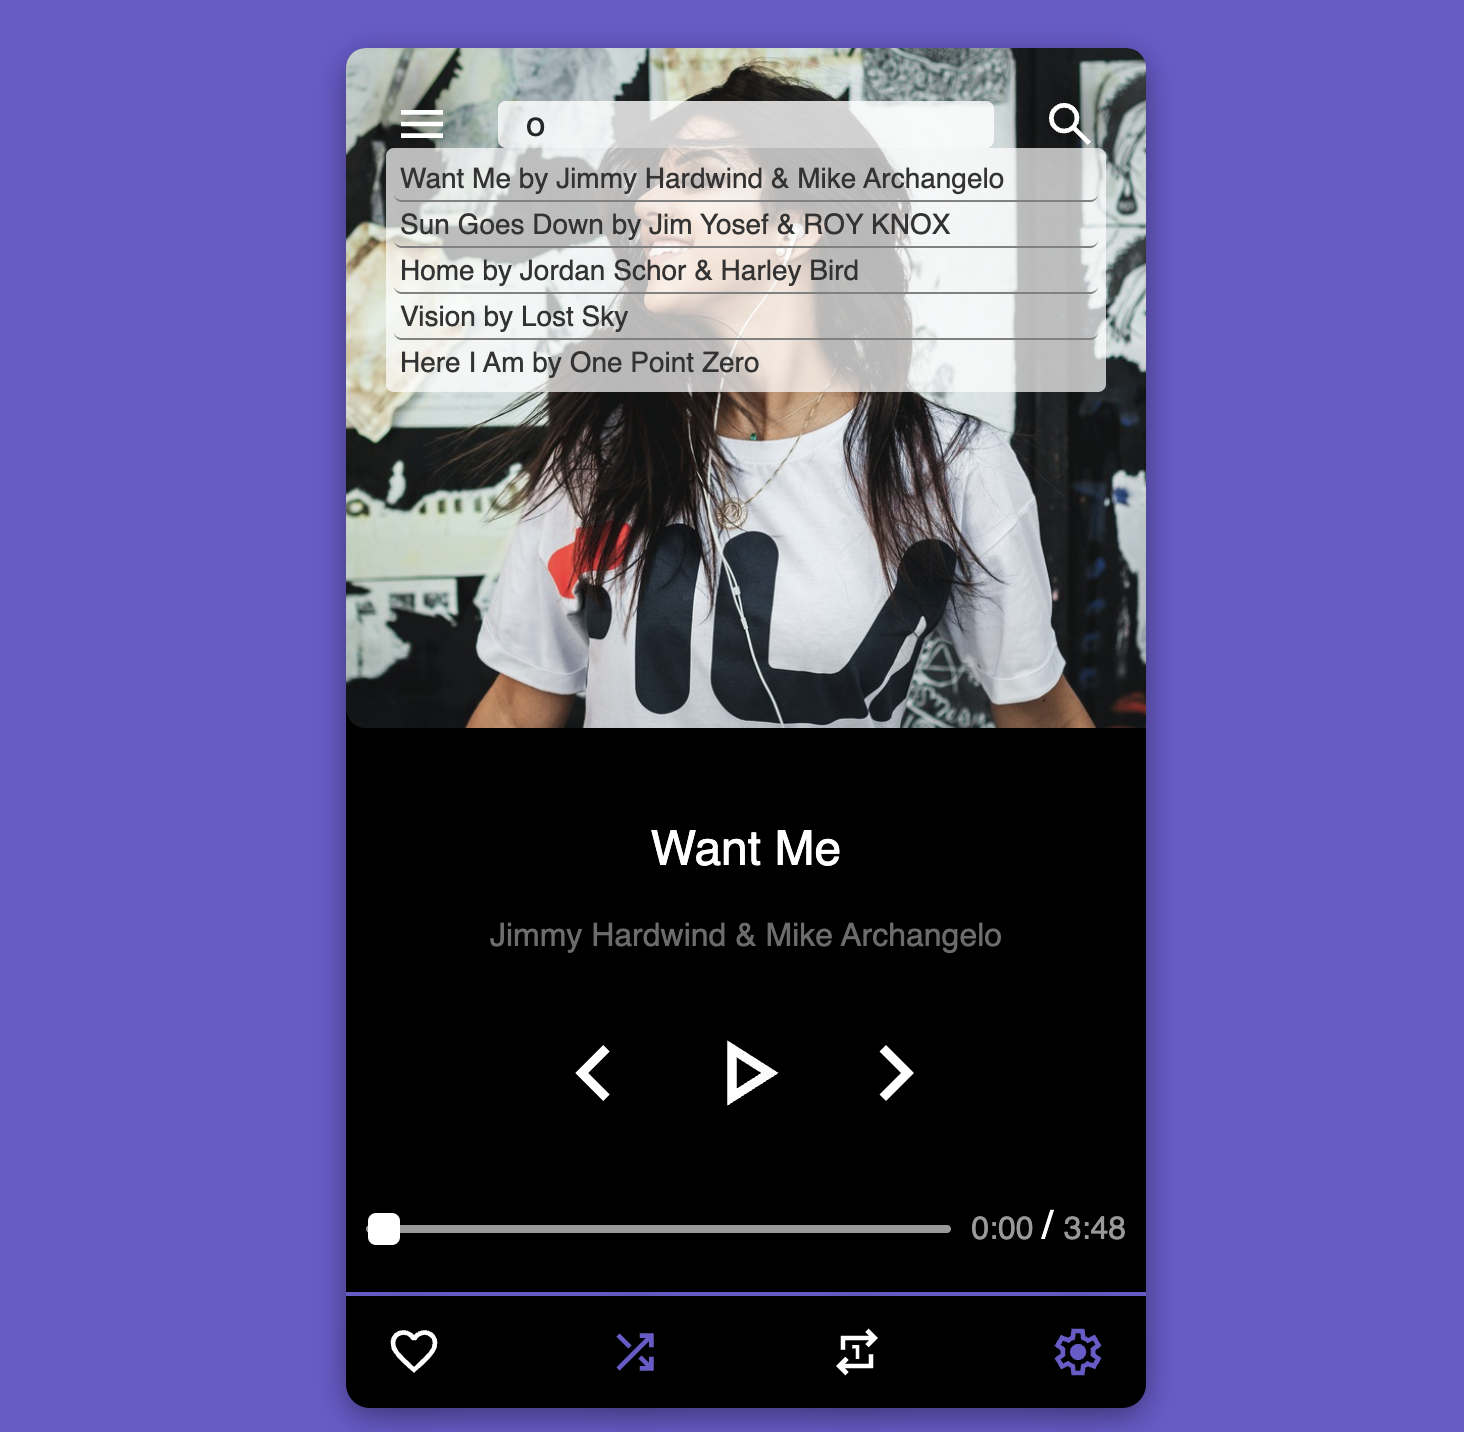 o
Want Me by Jimmy Hardwind & Mike Archangelo
Sun Goes Down by Jim Yosef & ROY KNOX
Home by Jordan Schor & Harley Bird
Vision by Lost Sky
Here I Am by One Point Zero
FILA
Want Me
Jimmy Hardwind & Mike Archangelo
0:00 / 3:48
1